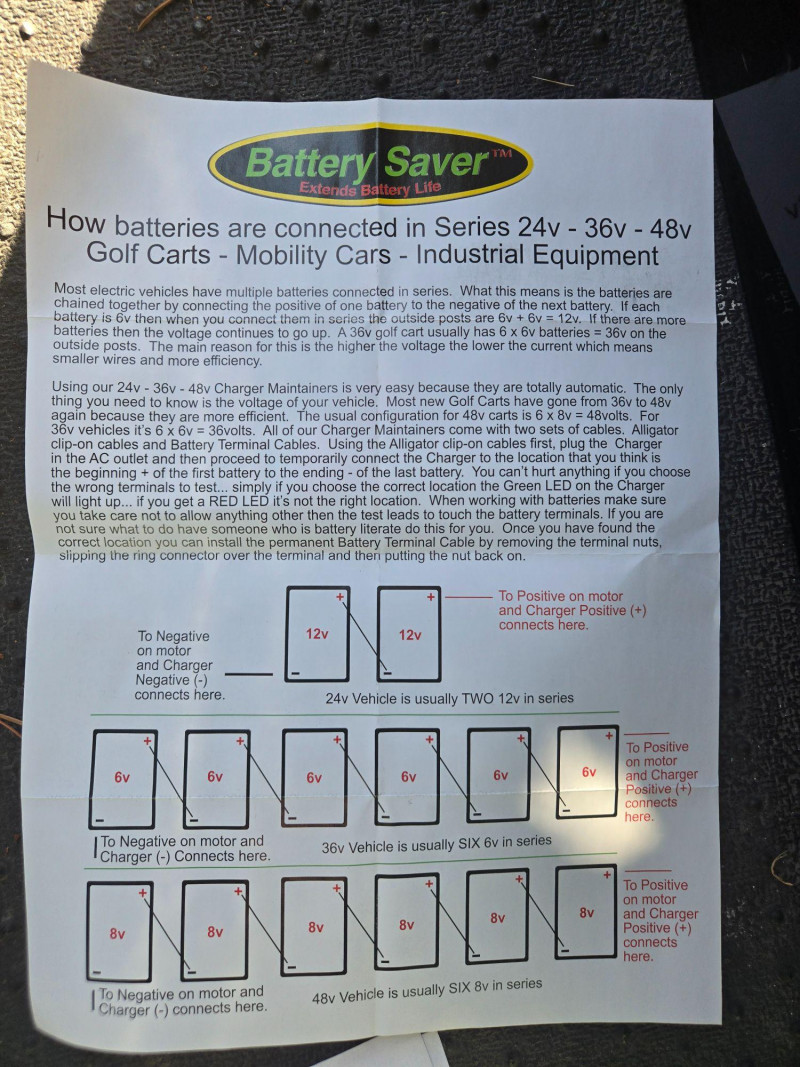 Battery Saver™
Extends Battery Life
How batteries are connected in Series 24v - 36v - 48v
Golf Carts - Mobility Cars - Industrial Equipment
Most electric vehicles have multiple batteries connected in series. What this means is the batteries are
chained together by connecting the positive of one battery to the negative of the next battery. If each
battery is 6v then when you connect them in series the outside posts are 6v + 6v = 12v. If there are more
batteries then the voltage continues to go up. A 36v golf cart usually has 6 x 6v batteries = 36v on the
outside posts. The main reason for this is the higher the voltage the lower the current which means
smaller wires and more efficiency.
Using our 24v - 36v - 48v Charger Maintainers is very easy because they are totally automatic. The only
thing you need to know is the voltage of your vehicle. Most new Golf Carts have gone from 36v to 48v
again because they are more efficient. The usual configuration for 48v carts is 6 x 8v = 48volts. For
36v vehicles it's 6 x 6v = 36volts. All of our Charger Maintainers come with two sets of cables. Alligator
clip-on cables and Battery Terminal Cables. Using the Alligator clip-on cables first, plug the Charger
in the AC outlet and then proceed to temporarily connect the Charger to the location that you think is
the beginning + of the first battery to the ending - of the last battery. You can't hurt anything if you choose
the wrong terminals to test... simply if you choose the correct location the Green LED on the Charger
will light up... if you get a RED LED it's not the right location. When working with batteries make sure
you take care not to allow anything other then the test leads to touch the battery terminals. If you are
not sure what to do have someone who is battery literate do this for you. Once you have found the
correct location you can install the permanent Battery Terminal Cable by removing the terminal nuts,
slipping the ring connector over the terminal and then putting the nut back on.
To Negative
on motor
and Charger
Negative (-)
connects here.
+ +
12v 12v
- -
To Positive on motor
and Charger Positive (+)
connects here.
24v Vehicle is usually TWO 12v in series
+ + + + + +
6v 6v 6v 6v 6v 6v
- - - - - -
To Positive
on motor
and Charger
Positive (+)
connects
here.
To Negative on motor and
Charger (-) Connects here.
36v Vehicle is usually SIX 6v in series
+ + + + + +
8v 8v 8v 8v 8v 8v
- - - - - -
To Positive
on motor
and Charger
Positive (+)
connects
here.
To Negative on motor and
Charger (-) connects here.
48v Vehicle is usually SIX 8v in series